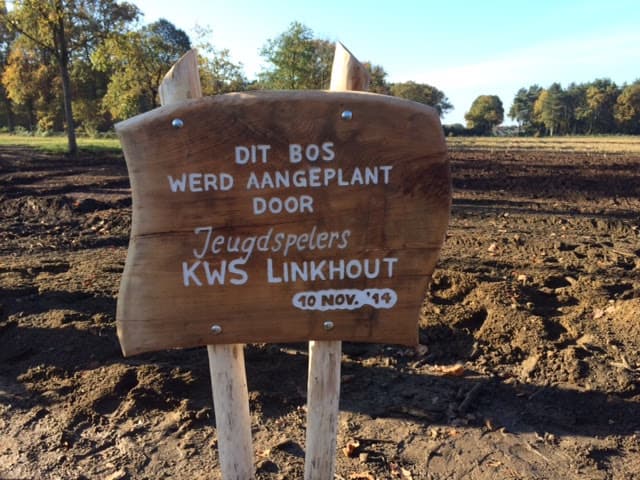 DIT BOS
WERD AANGEPLANT
DOOR
Jeugdspelers
KWS LINKHOUT
10 NOV. '14